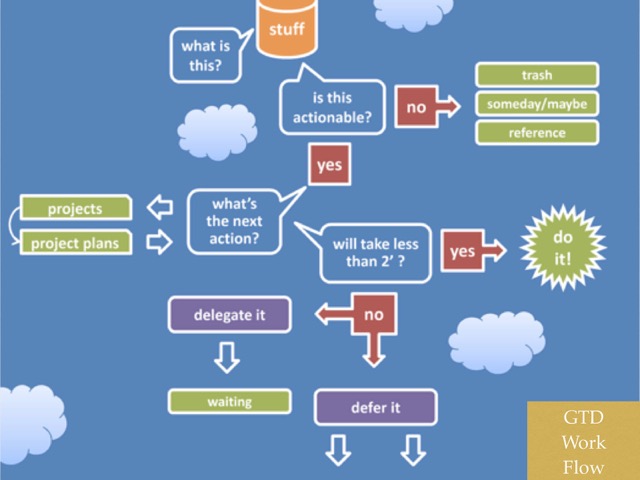 stuff
what is
this?
is this
actionable?
no
trash
someday/maybe
reference
yes
projects
project plans
what's
the next
action?
will take less
than 2' ?
yes
do
it!
delegate it
no
waiting
defer it
GTD
Work
Flow